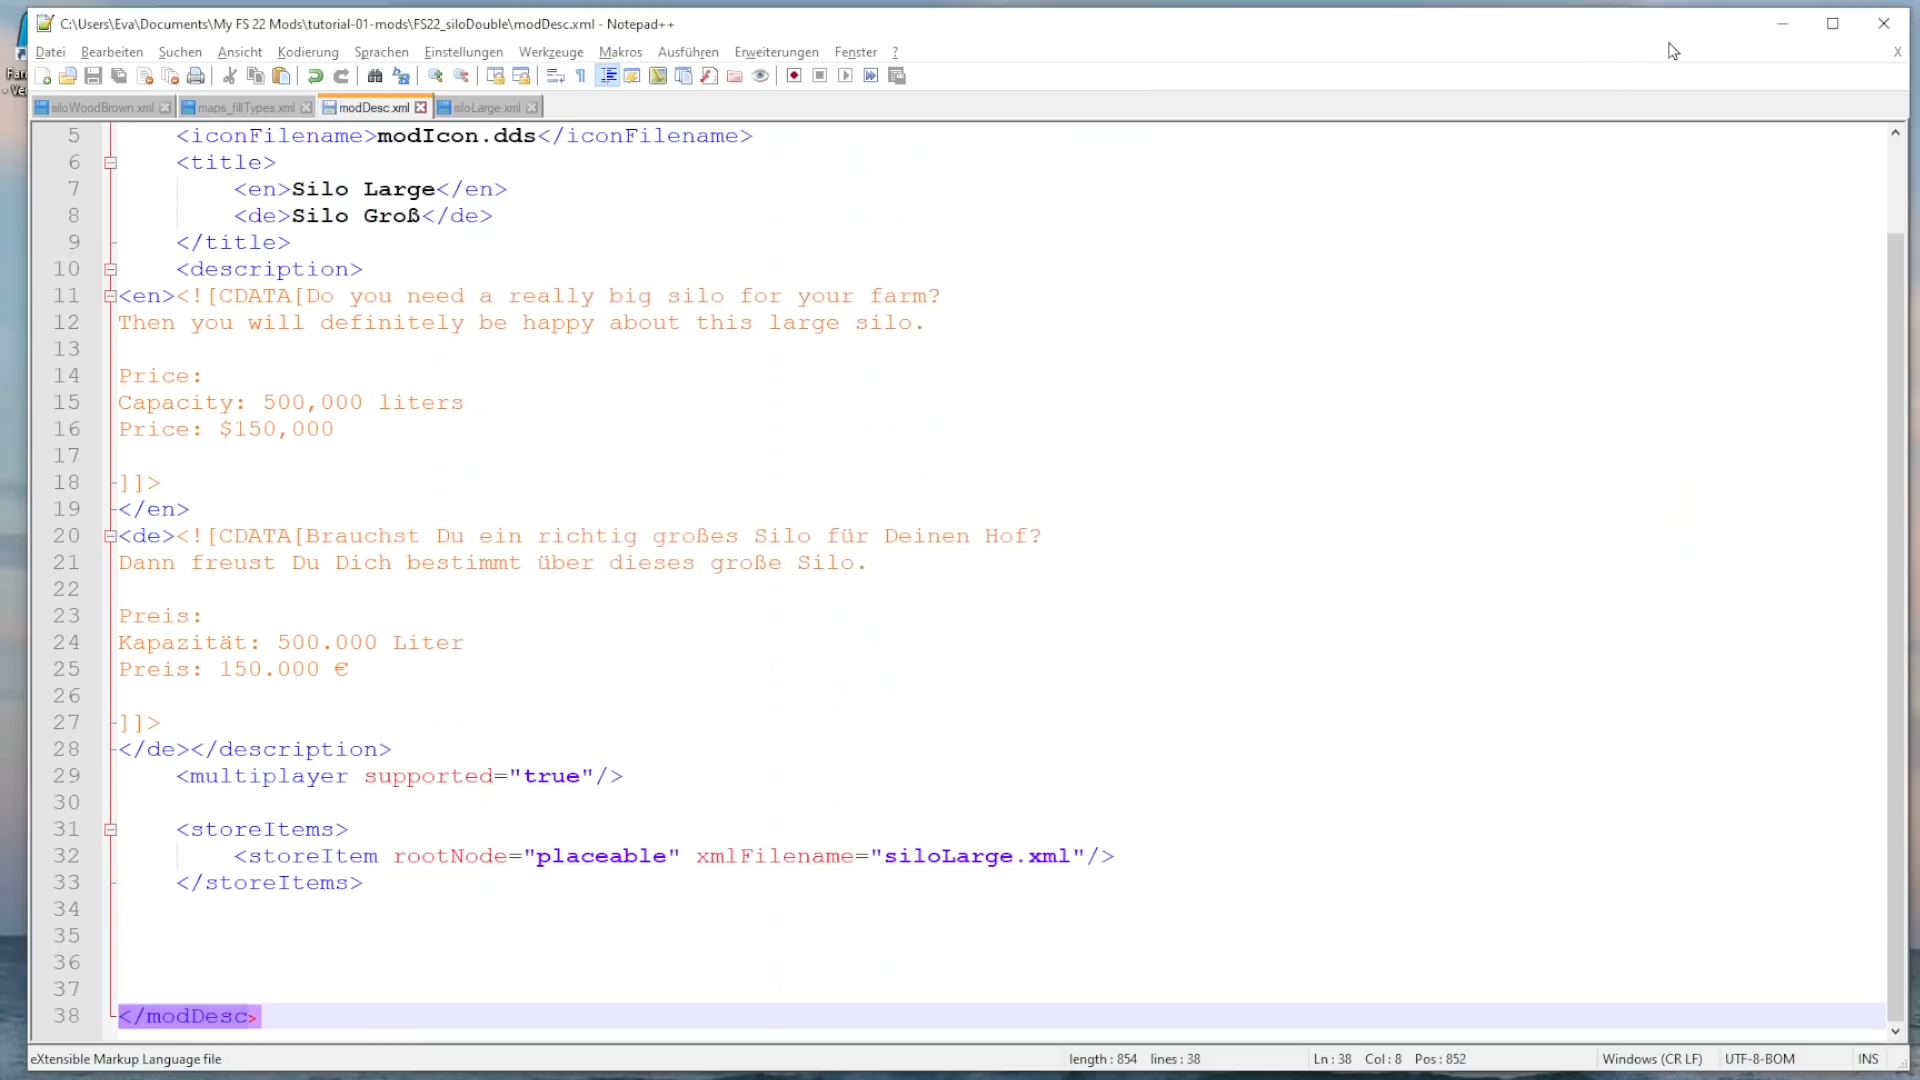 C:\Users\Eva\Documents\My FS 22 Mods\tutorial-01-mods\FS22_siloDouble\modDesc.xml - Notepad++
Datei Bearbeiten Suchen Ansicht Kodierung Sprachen Einstellungen Werkzeuge Makros Ausführen Erweiterungen Fenster ? X
siloWoodBrown.xml maps_fillTypes.xml modDesc.xml siloLarge.xml
5 <iconFilename>modIcon.dds</iconFilename>
6 <title>
7 <en>Silo Large</en>
8 <de>Silo Groß</de>
9 </title>
10 <description>
11 <en><![CDATA[Do you need a really big silo for your farm?
12 Then you will definitely be happy about this large silo.
13
14 Price:
15 Capacity: 500,000 liters
16 Price: $150,000
17
18 ]]>
19 </en>
20 <de><![CDATA[Brauchst Du ein richtig großes Silo für Deinen Hof?
21 Dann freust Du Dich bestimmt über dieses große Silo.
22
23 Preis:
24 Kapazität: 500.000 Liter
25 Preis: 150.000 €
26
27 ]]>
28 </de></description>
29 <multiplayer supported="true"/>
30
31 <storeItems>
32 <storeItem rootNode="placeable" xmlFilename="siloLarge.xml"/>
33 </storeItems>
34
35
36
37
38 </modDesc>
eXtensible Markup Language file length : 854 lines : 38 Ln : 38 Col : 8 Pos : 852 Windows (CR LF) UTF-8-BOM INS